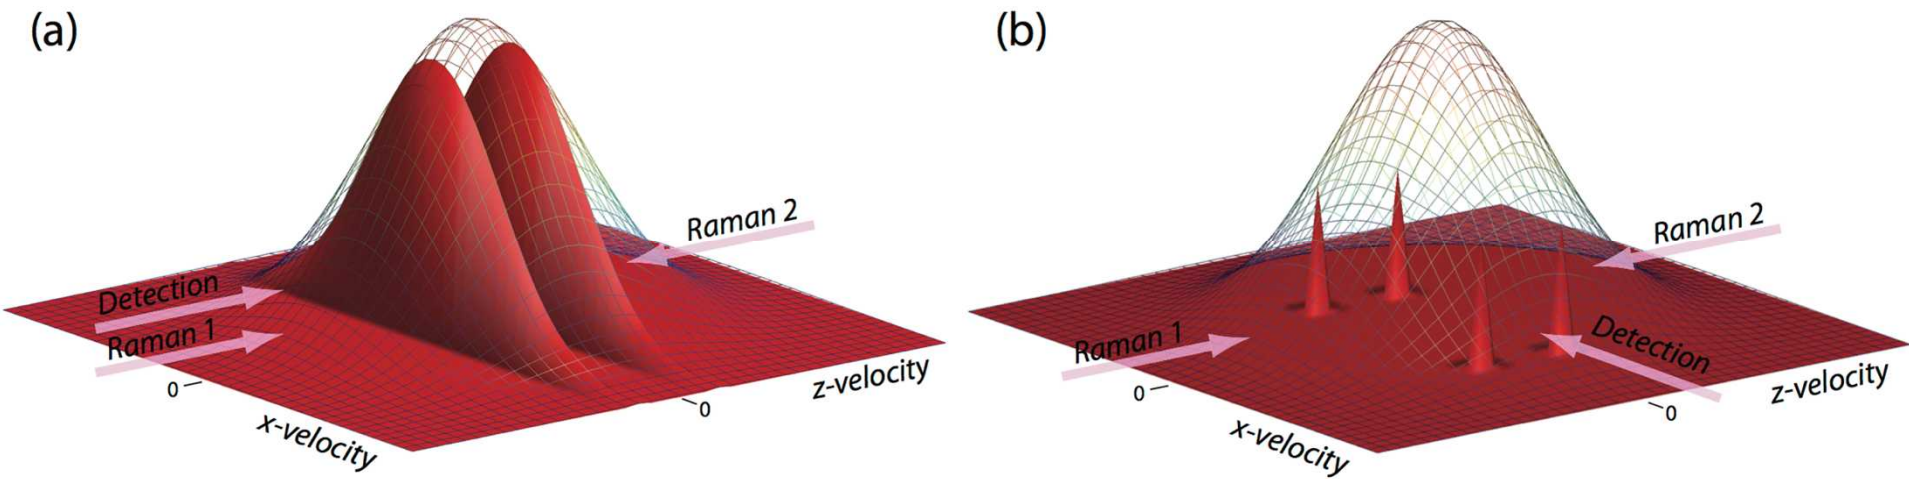 (a)
Detection
Raman 1
Raman 2
0
0
x-velocity
z-velocity
(b)
Raman 1
Raman 2
Detection
0
0
x-velocity
z-velocity